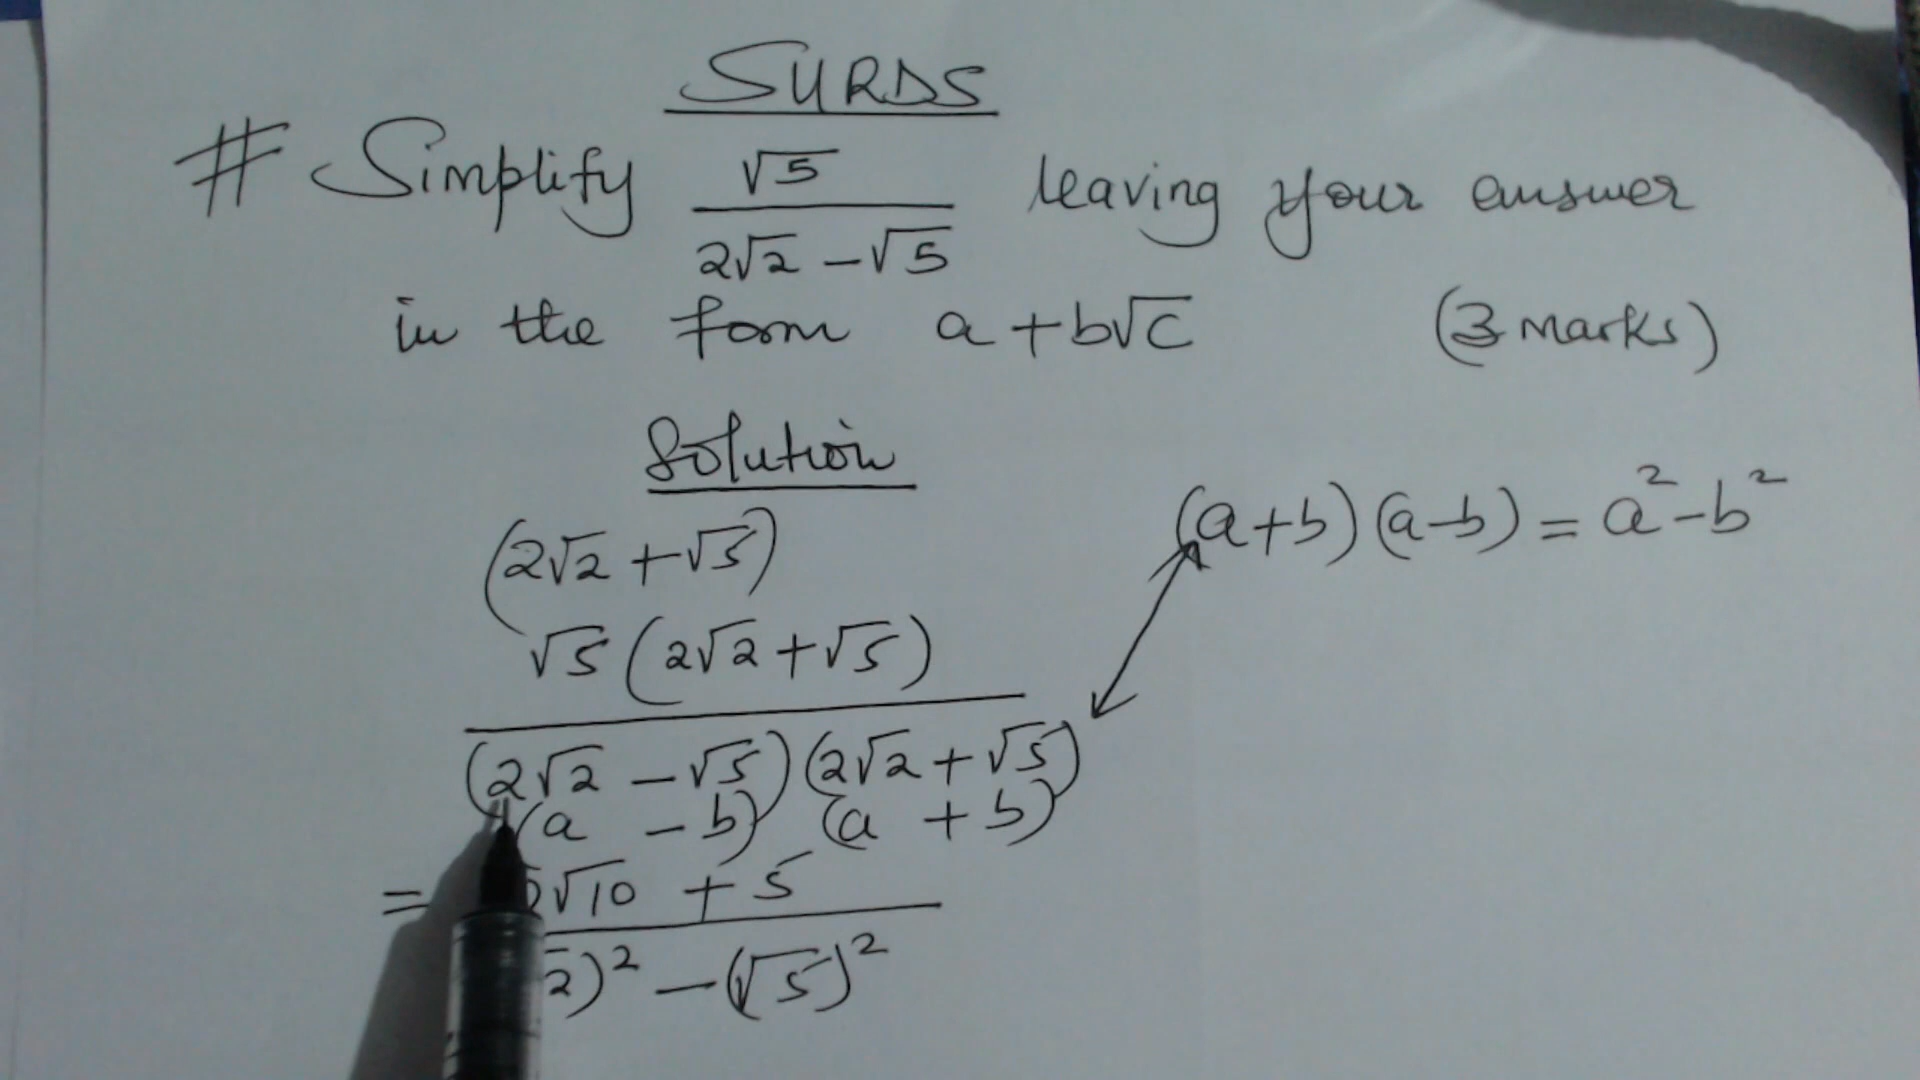 SURDS
# Simplify √5 / 2√2 - √5 leaving your answer
in the form a + b√c (3 marks)
Solution
(2√2 + √5)
(a+b)(a-b) = a² - b²
√5 (2√2 + √5)
(2√2 - √5)(2√2 + √5)
(a - b) (a + b)
= √10 + 5
2)² - (√5)²